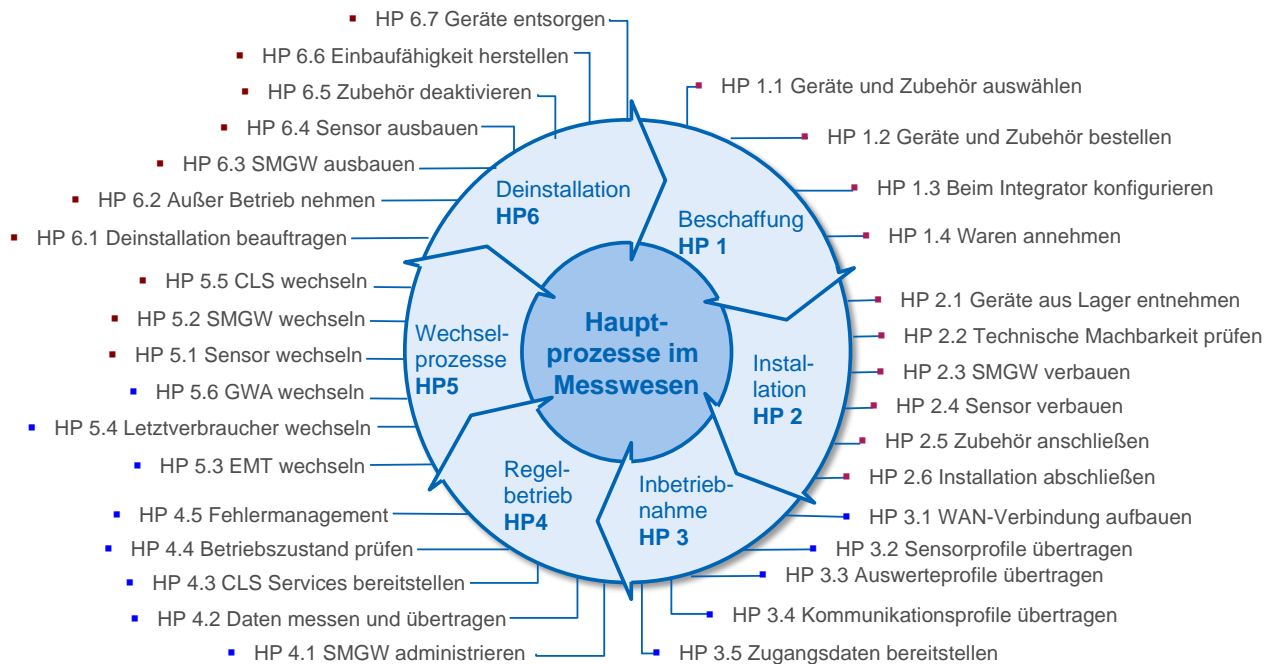 HP 6.7 Geräte entsorgen
HP 6.6 Einbaufähigkeit herstellen
HP 6.5 Zubehör deaktivieren
HP 6.4 Sensor ausbauen
HP 6.3 SMGW ausbauen
HP 6.2 Außer Betrieb nehmen
HP 6.1 Deinstallation beauftragen
HP 5.5 CLS wechseln
HP 5.2 SMGW wechseln
HP 5.1 Sensor wechseln
HP 5.6 GWA wechseln
HP 5.4 Letztverbraucher wechseln
HP 5.3 EMT wechseln
HP 4.5 Fehlermanagement
HP 4.4 Betriebszustand prüfen
HP 4.3 CLS Services bereitstellen
HP 4.2 Daten messen und übertragen
HP 4.1 SMGW administrieren
Deinstallation
HP6
Beschaffung
HP 1
Wechsel-
prozesse
HP5
Haupt-
prozesse im
Messwesen
Instal-
lation
HP 2
Regel-
betrieb
HP4
Inbetrieb-
nahme
HP 3
HP 1.1 Geräte und Zubehör auswählen
HP 1.2 Geräte und Zubehör bestellen
HP 1.3 Beim Integrator konfigurieren
HP 1.4 Waren annehmen
HP 2.1 Geräte aus Lager entnehmen
HP 2.2 Technische Machbarkeit prüfen
HP 2.3 SMGW verbauen
HP 2.4 Sensor verbauen
HP 2.5 Zubehör anschließen
HP 2.6 Installation abschließen
HP 3.1 WAN-Verbindung aufbauen
HP 3.2 Sensorprofile übertragen
HP 3.3 Auswerteprofile übertragen
HP 3.4 Kommunikationsprofile übertragen
HP 3.5 Zugangsdaten bereitstellen